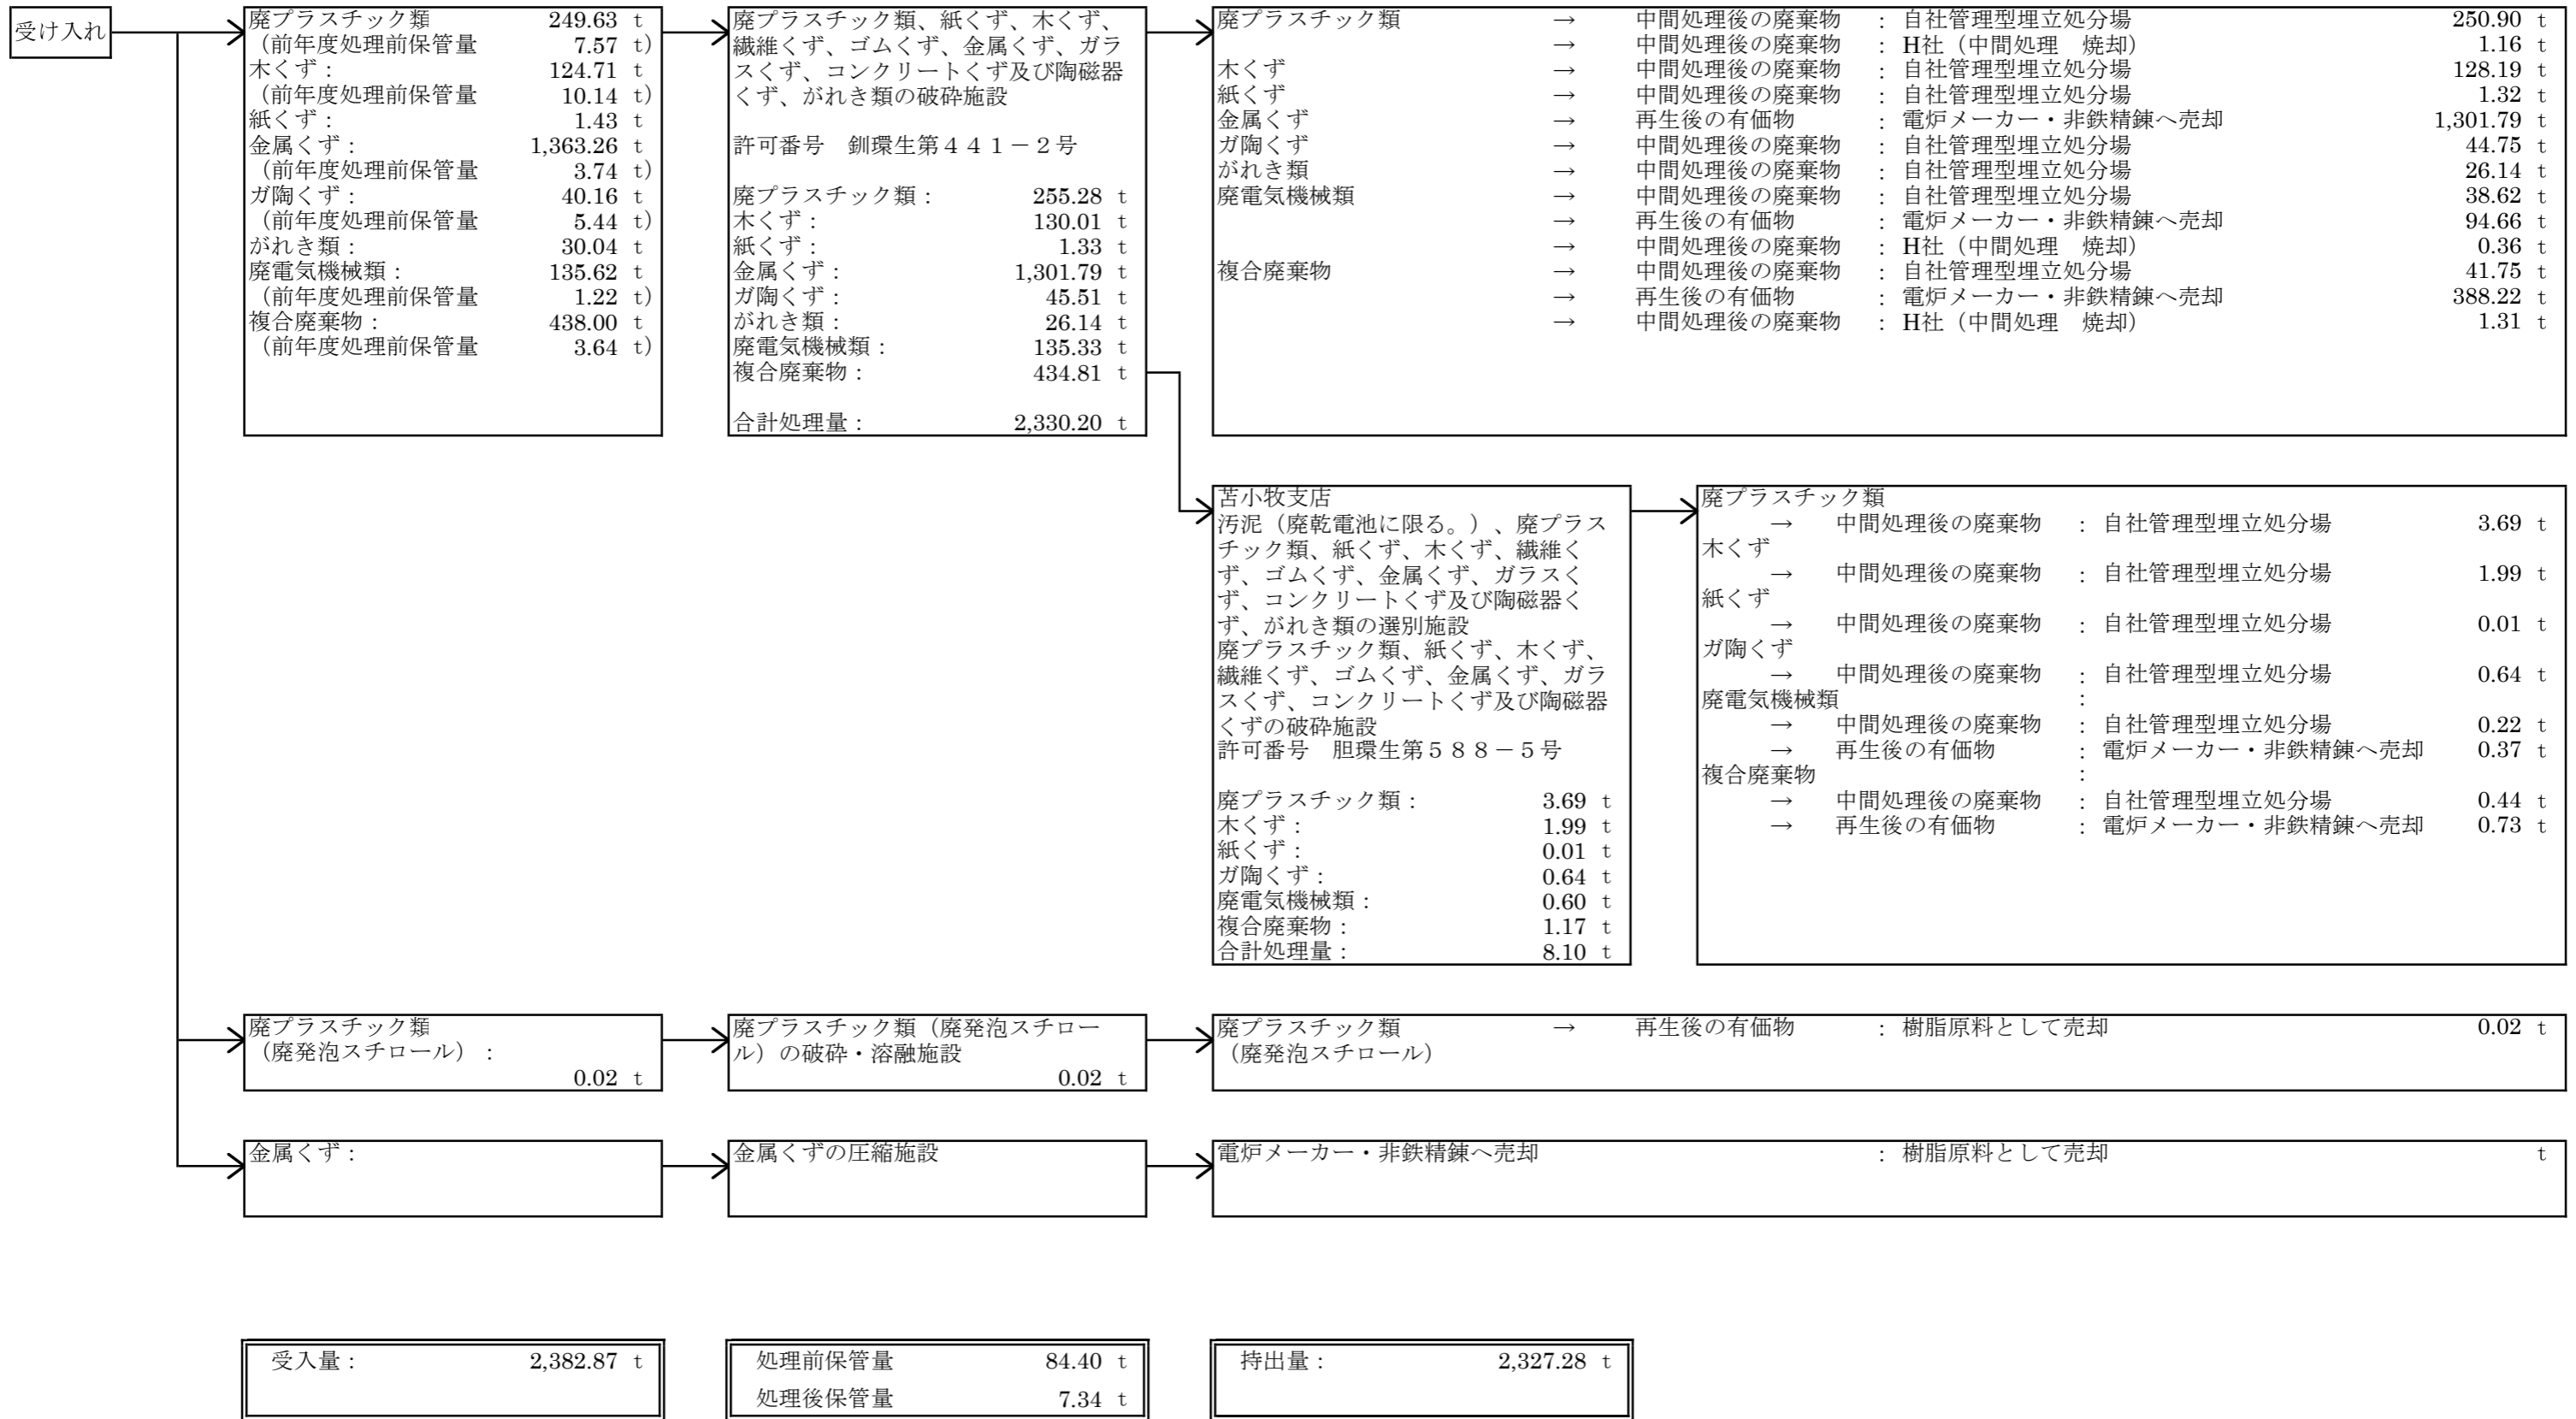 受け入れ
廃プラスチック類 249.63 t
（前年度処理前保管量 7.57 t）
木くず： 124.71 t
（前年度処理前保管量 10.14 t）
紙くず： 1.43 t
金属くず： 1,363.26 t
（前年度処理前保管量 3.74 t）
ガ陶くず： 40.16 t
（前年度処理前保管量 5.44 t）
がれき類： 30.04 t
廃電気機械類： 135.62 t
（前年度処理前保管量 1.22 t）
複合廃棄物： 438.00 t
（前年度処理前保管量 3.64 t）
廃プラスチック類、紙くず、木くず、
繊維くず、ゴムくず、金属くず、ガラ
スくず、コンクリートくず及び陶磁器
くず、がれき類の破砕施設
許可番号　釧環生第４４１－２号
廃プラスチック類： 255.28 t
木くず： 130.01 t
紙くず： 1.33 t
金属くず： 1,301.79 t
ガ陶くず： 45.51 t
がれき類： 26.14 t
廃電気機械類： 135.33 t
複合廃棄物： 434.81 t
合計処理量： 2,330.20 t
廃プラスチック類 → 中間処理後の廃棄物 ： 自社管理型埋立処分場 250.90 t
→ 中間処理後の廃棄物 ： H社（中間処理　焼却） 1.16 t
木くず → 中間処理後の廃棄物 ： 自社管理型埋立処分場 128.19 t
紙くず → 中間処理後の廃棄物 ： 自社管理型埋立処分場 1.32 t
金属くず → 再生後の有価物 ： 電炉メーカー・非鉄精錬へ売却 1,301.79 t
ガ陶くず → 中間処理後の廃棄物 ： 自社管理型埋立処分場 44.75 t
がれき類 → 中間処理後の廃棄物 ： 自社管理型埋立処分場 26.14 t
廃電気機械類 → 中間処理後の廃棄物 ： 自社管理型埋立処分場 38.62 t
→ 再生後の有価物 ： 電炉メーカー・非鉄精錬へ売却 94.66 t
→ 中間処理後の廃棄物 ： H社（中間処理　焼却） 0.36 t
複合廃棄物 → 中間処理後の廃棄物 ： 自社管理型埋立処分場 41.75 t
→ 再生後の有価物 ： 電炉メーカー・非鉄精錬へ売却 388.22 t
→ 中間処理後の廃棄物 ： H社（中間処理　焼却） 1.31 t
苫小牧支店
汚泥（廃乾電池に限る。）、廃プラス
チック類、紙くず、木くず、繊維く
ず、ゴムくず、金属くず、ガラスく
ず、コンクリートくず及び陶磁器く
ず、がれき類の選別施設
廃プラスチック類、紙くず、木くず、
繊維くず、ゴムくず、金属くず、ガラ
スくず、コンクリートくず及び陶磁器
くずの破砕施設
許可番号　胆環生第５８８－５号
廃プラスチック類： 3.69 t
木くず： 1.99 t
紙くず： 0.01 t
ガ陶くず： 0.64 t
廃電気機械類： 0.60 t
複合廃棄物： 1.17 t
合計処理量： 8.10 t
廃プラスチック類
→ 中間処理後の廃棄物 ： 自社管理型埋立処分場 3.69 t
木くず
→ 中間処理後の廃棄物 ： 自社管理型埋立処分場 1.99 t
紙くず
→ 中間処理後の廃棄物 ： 自社管理型埋立処分場 0.01 t
ガ陶くず
→ 中間処理後の廃棄物 ： 自社管理型埋立処分場 0.64 t
廃電気機械類 ：
→ 中間処理後の廃棄物 ： 自社管理型埋立処分場 0.22 t
→ 再生後の有価物 ： 電炉メーカー・非鉄精錬へ売却 0.37 t
複合廃棄物 ：
→ 中間処理後の廃棄物 ： 自社管理型埋立処分場 0.44 t
→ 再生後の有価物 ： 電炉メーカー・非鉄精錬へ売却 0.73 t
廃プラスチック類
（廃発泡スチロール）：
0.02 t
廃プラスチック類（廃発泡スチロー
ル）の破砕・溶融施設
0.02 t
廃プラスチック類 → 再生後の有価物 ： 樹脂原料として売却 0.02 t
（廃発泡スチロール）
金属くず：
金属くずの圧縮施設
電炉メーカー・非鉄精錬へ売却 ： 樹脂原料として売却 t
受入量： 2,382.87 t
処理前保管量 84.40 t
処理後保管量 7.34 t
持出量： 2,327.28 t